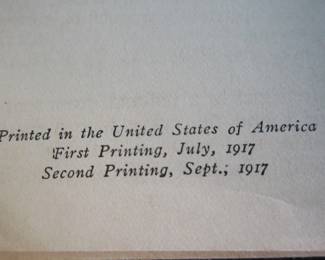 Printed in the United States of America
First Printing, July, 1917
Second Printing, Sept., 1917